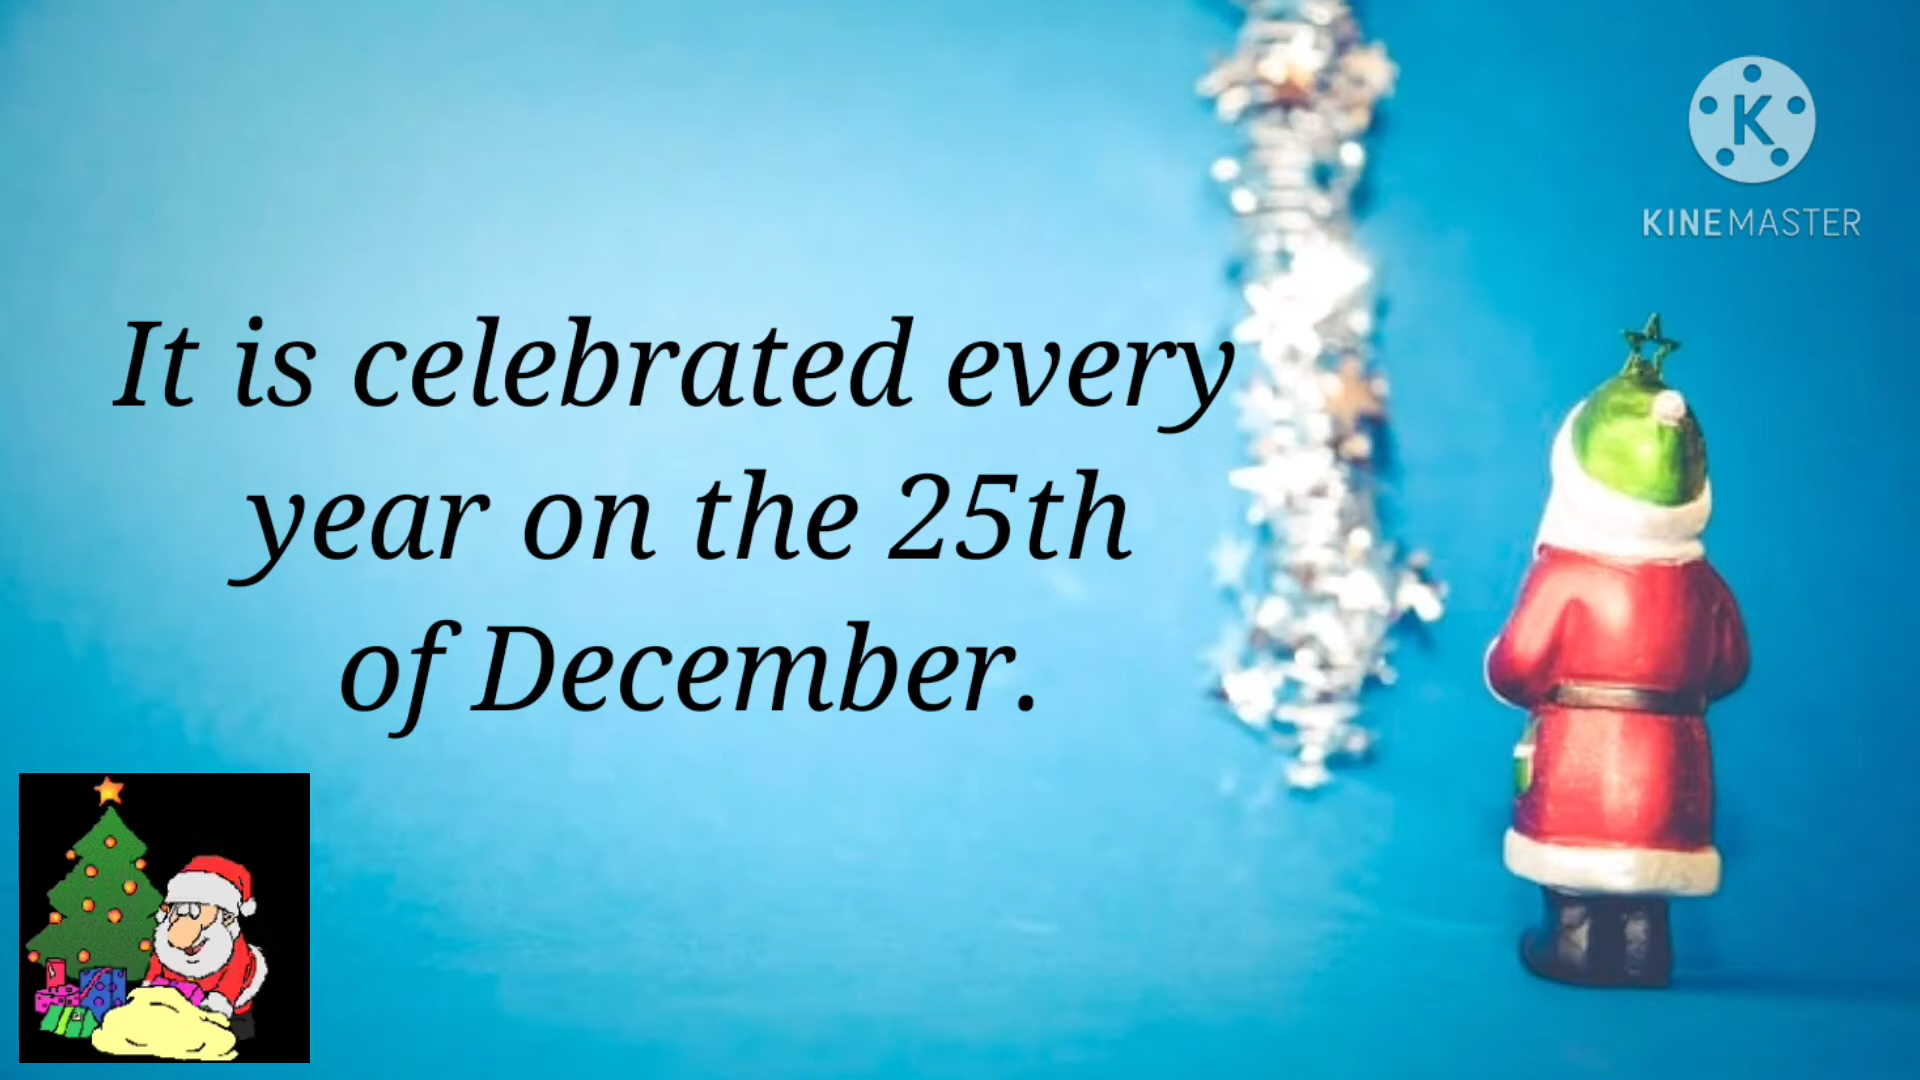 K
KINEMASTER
It is celebrated every
year on the 25th
of December.